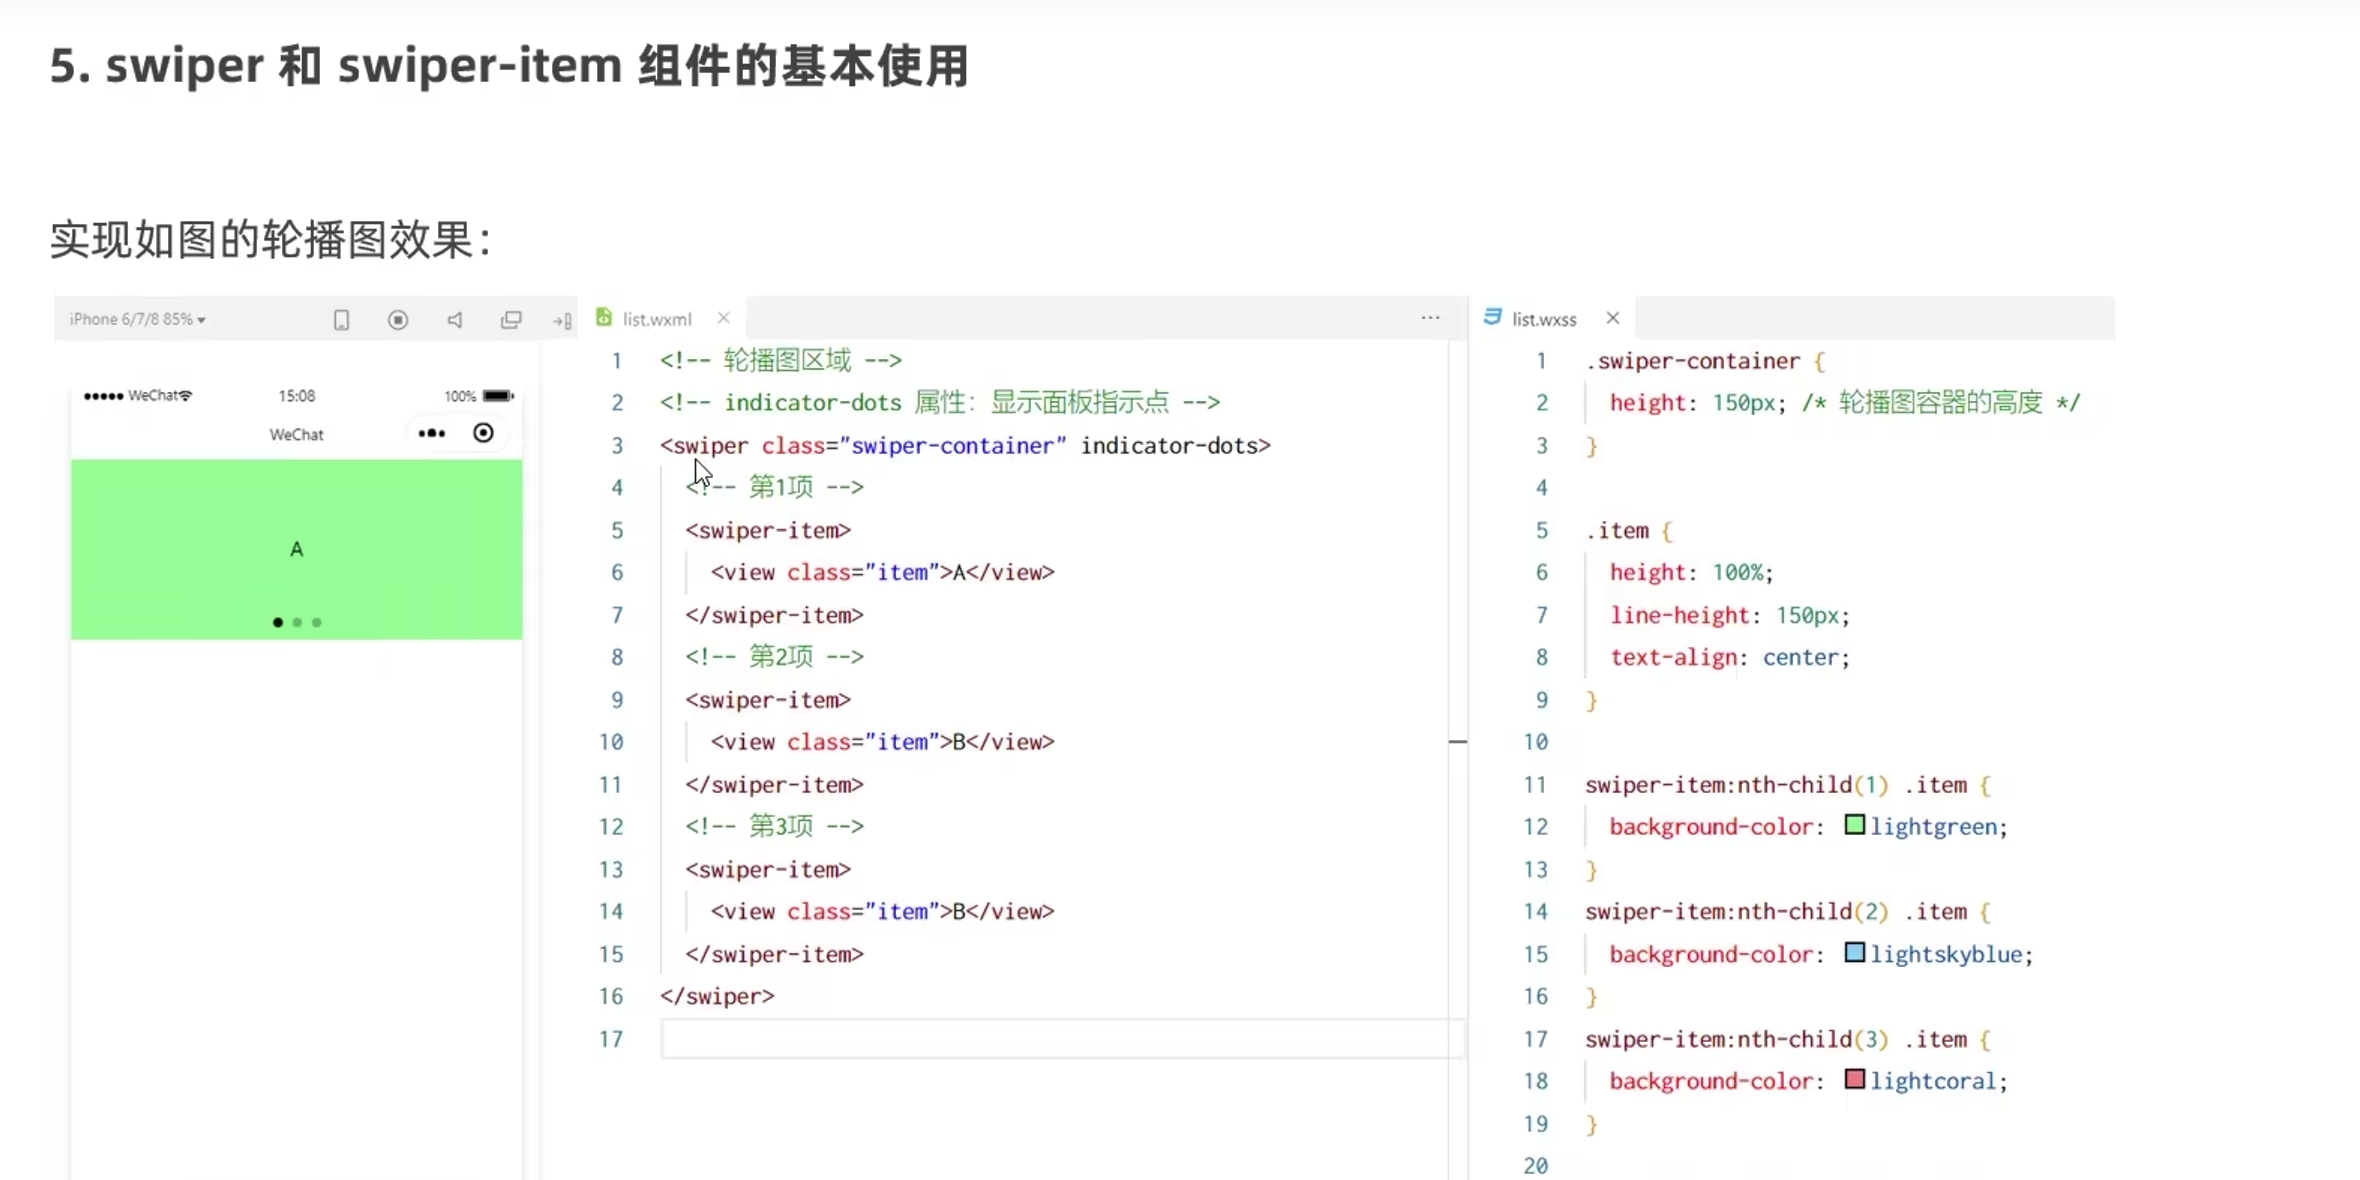 5. swiper 和 swiper-item 组件的基本使用
实现如图的轮播图效果：
iPhone 6/7/8 85%
WeChat
15:08
100%
WeChat
A
list.wxml
1 <!-- 轮播图区域 -->
2 <!-- indicator-dots 属性：显示面板指示点 -->
3 <swiper class="swiper-container" indicator-dots>
4 <!-- 第1项 -->
5 <swiper-item>
6 <view class="item">A</view>
7 </swiper-item>
8 <!-- 第2项 -->
9 <swiper-item>
10 <view class="item">B</view>
11 </swiper-item>
12 <!-- 第3项 -->
13 <swiper-item>
14 <view class="item">B</view>
15 </swiper-item>
16 </swiper>
17
list.wxss
1 .swiper-container {
2 height: 150px; /* 轮播图容器的高度 */
3 }
4
5 .item {
6 height: 100%;
7 line-height: 150px;
8 text-align: center;
9 }
10
11 swiper-item:nth-child(1) .item {
12 background-color: lightgreen;
13 }
14 swiper-item:nth-child(2) .item {
15 background-color: lightskyblue;
16 }
17 swiper-item:nth-child(3) .item {
18 background-color: lightcoral;
19 }
20